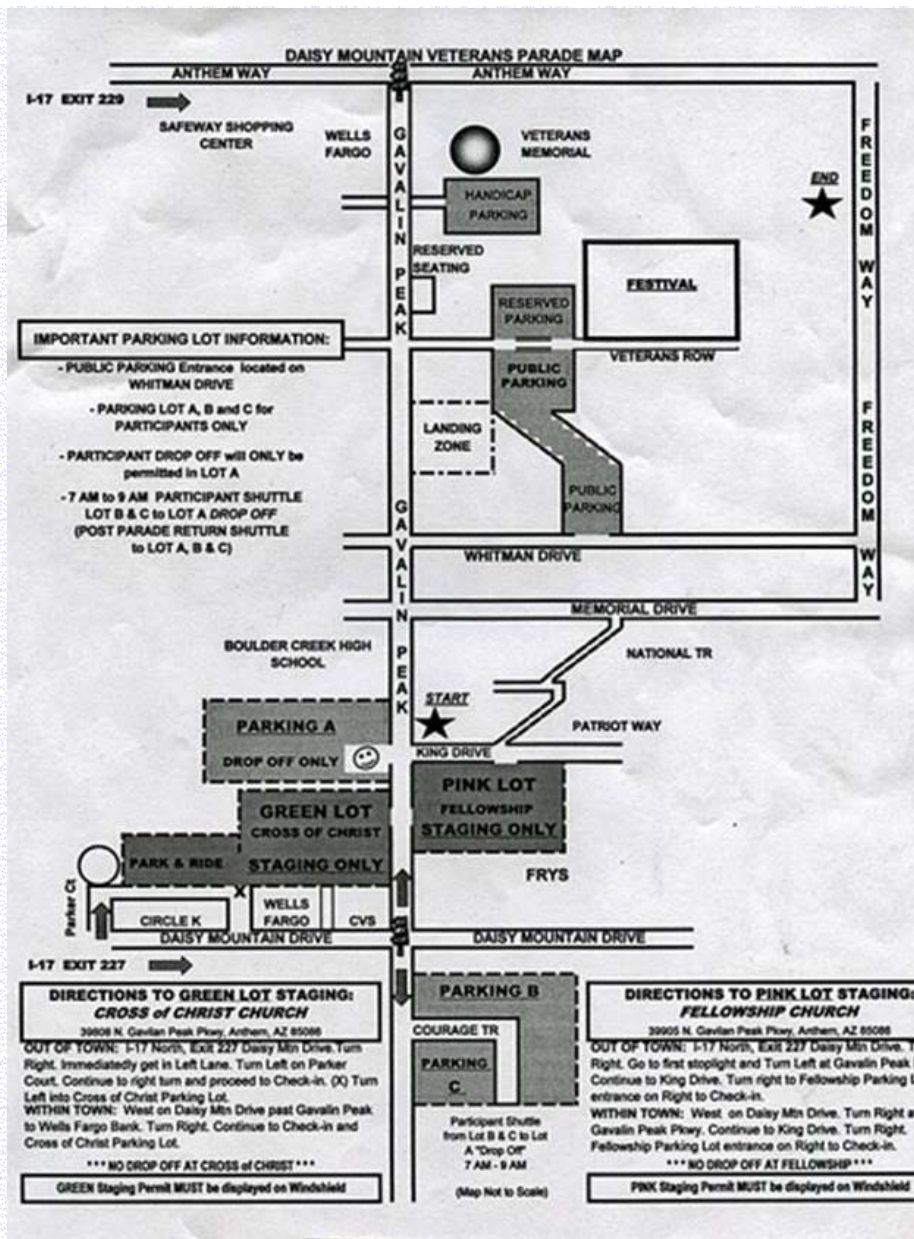 DAISY MOUNTAIN VETERANS PARADE MAP
ANTHEM WAY
ANTHEM WAY
I-17 EXIT 229
SAFEWAY SHOPPING
CENTER
WELLS
FARGO
GAVALIN PEAK
VETERANS
MEMORIAL
HANDICAP
PARKING
END
FREEDOM WAY
RESERVED
SEATING
FESTIVAL
RESERVED
PARKING
VETERANS ROW
IMPORTANT PARKING LOT INFORMATION:
- PUBLIC PARKING Entrance located on
WHITMAN DRIVE
- PARKING LOT A, B and C for
PARTICIPANTS ONLY
- PARTICIPANT DROP OFF will ONLY be
permitted in LOT A
- 7 AM to 9 AM PARTICIPANT SHUTTLE
LOT B & C to LOT A DROP OFF
(POST PARADE RETURN SHUTTLE
to LOT A, B & C)
PUBLIC
PARKING
LANDING
ZONE
PUBLIC
PARKING
FREEDOM WAY
GAVALIN PEAK
WHITMAN DRIVE
MEMORIAL DRIVE
BOULDER CREEK HIGH
SCHOOL
NATIONAL TR
START
PATRIOT WAY
PARKING A
DROP OFF ONLY
KING DRIVE
GREEN LOT
CROSS OF CHRIST
STAGING ONLY
PINK LOT
FELLOWSHIP
STAGING ONLY
PARK & RIDE
FRYS
X
Parker Ct
CIRCLE K
WELLS
FARGO
CVS
DAISY MOUNTAIN DRIVE
DAISY MOUNTAIN DRIVE
I-17 EXIT 227
DIRECTIONS TO GREEN LOT STAGING:
CROSS of CHRIST CHURCH
39808 N. Gavilan Peak Pkwy, Anthem, AZ 85086
OUT OF TOWN: I-17 North, Exit 227 Daisy Mtn Drive. Turn
Right. Immediatedly get in Left Lane. Turn Left on Parker
Court. Continue to right turn and proceed to Check-in. (X) Turn
Left into Cross of Christ Parking Lot.
WITHIN TOWN: West on Daisy Mtn Drive past Gavalin Peak
to Wells Fargo Bank. Turn Right. Continue to Check-in and
Cross of Christ Parking Lot.
*** NO DROP OFF AT CROSS of CHRIST ***
GREEN Staging Permit MUST be displayed on Windshield
PARKING B
COURAGE TR
PARKING
C
Participant Shuttle
from Lot B & C to Lot
A "Drop Off"
7 AM - 9 AM
(Map Not to Scale)
DIRECTIONS TO PINK LOT STAGING:
FELLOWSHIP CHURCH
39905 N. Gavilan Peak Pkwy, Anthem, AZ 85086
OUT OF TOWN: I-17 North, Exit 227 Daisy Mtn Drive.
Right. Go to first stoplight and Turn Left at Gavalin Peak
Continue to King Drive. Turn right to Fellowship Parking
entrance on Right to Check-in.
WITHIN TOWN: West on Daisy Mtn Drive. Turn Right
Gavalin Peak Pkwy. Continue to King Drive. Turn Right.
Fellowship Parking Lot entrance on Right to Check-in.
*** NO DROP OFF AT FELLOWSHIP ***
PINK Staging Permit MUST be displayed on Windshield